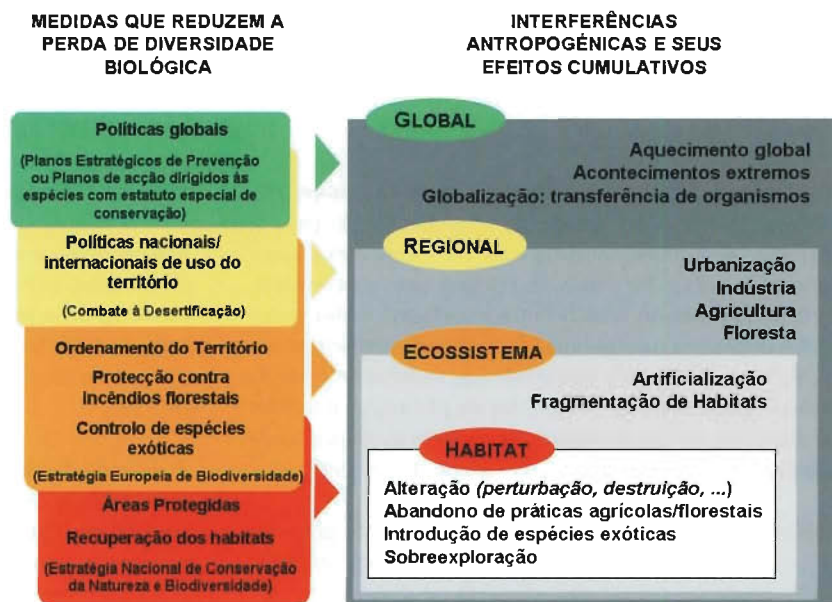 MEDIDAS QUE REDUZEM A
PERDA DE DIVERSIDADE
BIOLÓGICA
INTERFERÊNCIAS
ANTROPOGÉNICAS E SEUS
EFEITOS CUMULATIVOS
Políticas globais
(Planos Estratégicos de Prevenção
ou Planos de acção dirigidos às
espécies com estatuto especial de
conservação)
Políticas nacionais/
internacionais de uso do
território
(Combate à Desertificação)
Ordenamento do Território
Protecção contra
incêndios florestais
Controlo de espécies
exóticas
(Estratégia Europeia de Biodiversidade)
Áreas Protegidas
Recuperação dos habitats
(Estratégia Nacional de Conservação
da Natureza e Biodiversidade)
GLOBAL
Aquecimento global
Acontecimentos extremos
Globalização: transferência de organismos
REGIONAL
Urbanização
Indústria
Agricultura
Floresta
ECOSSISTEMA
Artificialização
Fragmentação de Habitats
HABITAT
Alteração (perturbação, destruição, ...)
Abandono de práticas agrícolas/florestais
Introdução de espécies exóticas
Sobreexploração